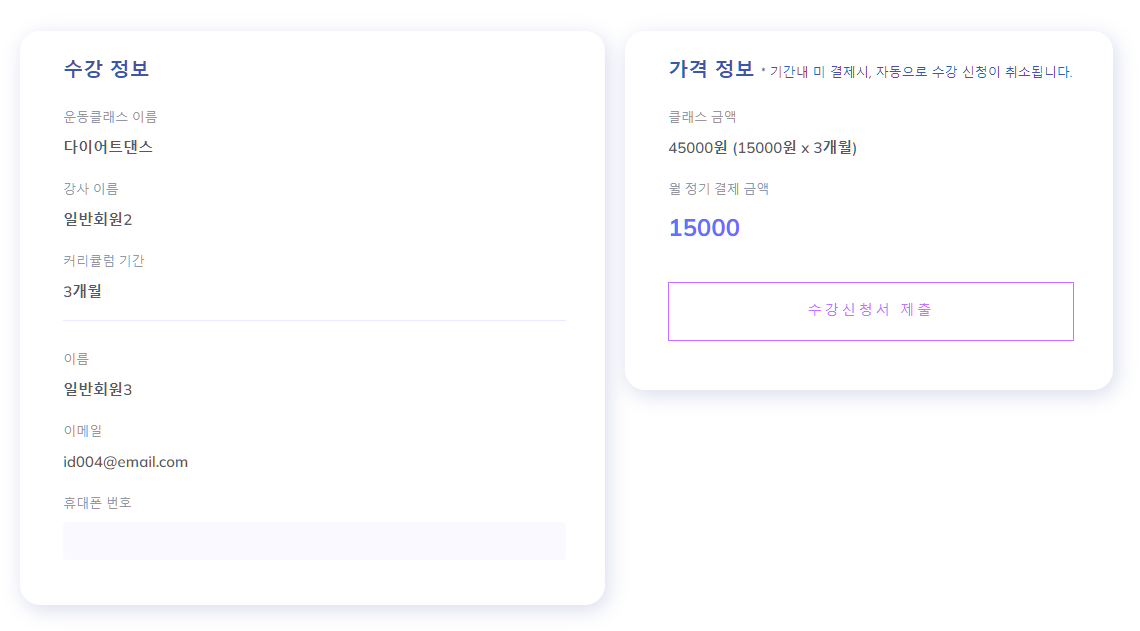 수강 정보
운동클래스 이름
다이어트댄스
강사 이름
일반회원2
커리큘럼 기간
3개월
이름
일반회원3
이메일
id004@email.com
휴대폰 번호
가격 정보 * 기간내 미 결제시, 자동으로 수강 신청이 취소됩니다.
클래스 금액
45000원 (15000원 x 3개월)
월 정기 결제 금액
15000
수강신청서 제출